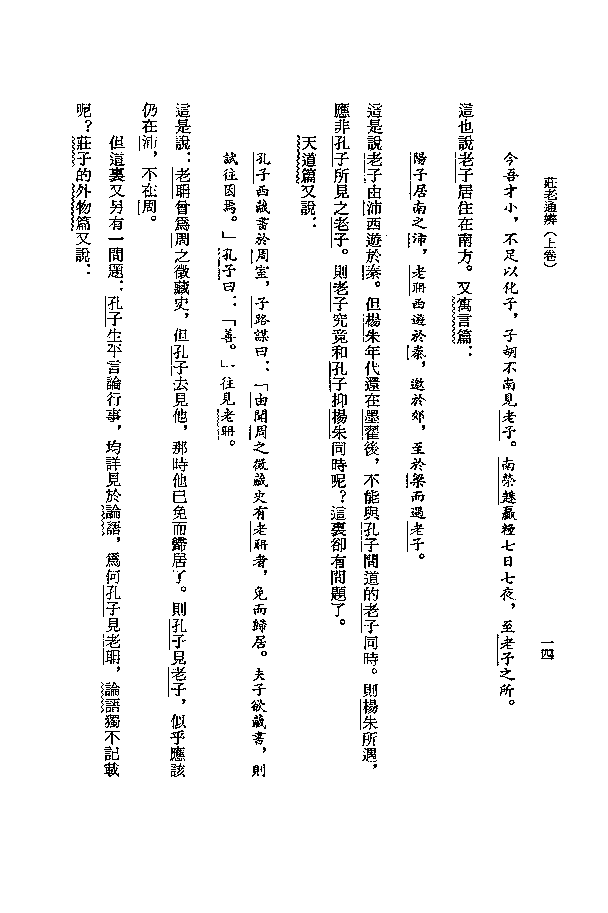 莊老通辨(上卷)
一四
今吾才小,不足以化子,子胡不南見老子。南榮趎贏糧七日七夜,至老子之所。
這也說老子居住在南方。又寓言篇:
陽子居南之沛,老聃西遊於秦,邀於郊,至於梁而遇老子。
這是說老子由沛西遊於秦。但楊朱年代還在墨翟後,不能與孔子問道的老子同時。則楊朱所遇,
應非孔子所見之老子。則老子究竟和孔子抑楊朱同時呢?這裏卻有問題了。
天道篇又說:
孔子西藏書於周室,子路謀曰:「由聞周之徵藏史有老聃者,免而歸居。夫子欲藏書,則
試往因焉。」孔子曰:「善。」往見老聃。
這是說:老聃曾爲周之徵藏史,但孔子去見他,那時他已免而歸居了。則孔子見老子,似乎應該
仍在沛,不在周。
但這裏又另有一問題:孔子生平言論行事,均詳見於論語,爲何孔子見老聃,論語獨不記載
呢?莊子的外物篇又說: